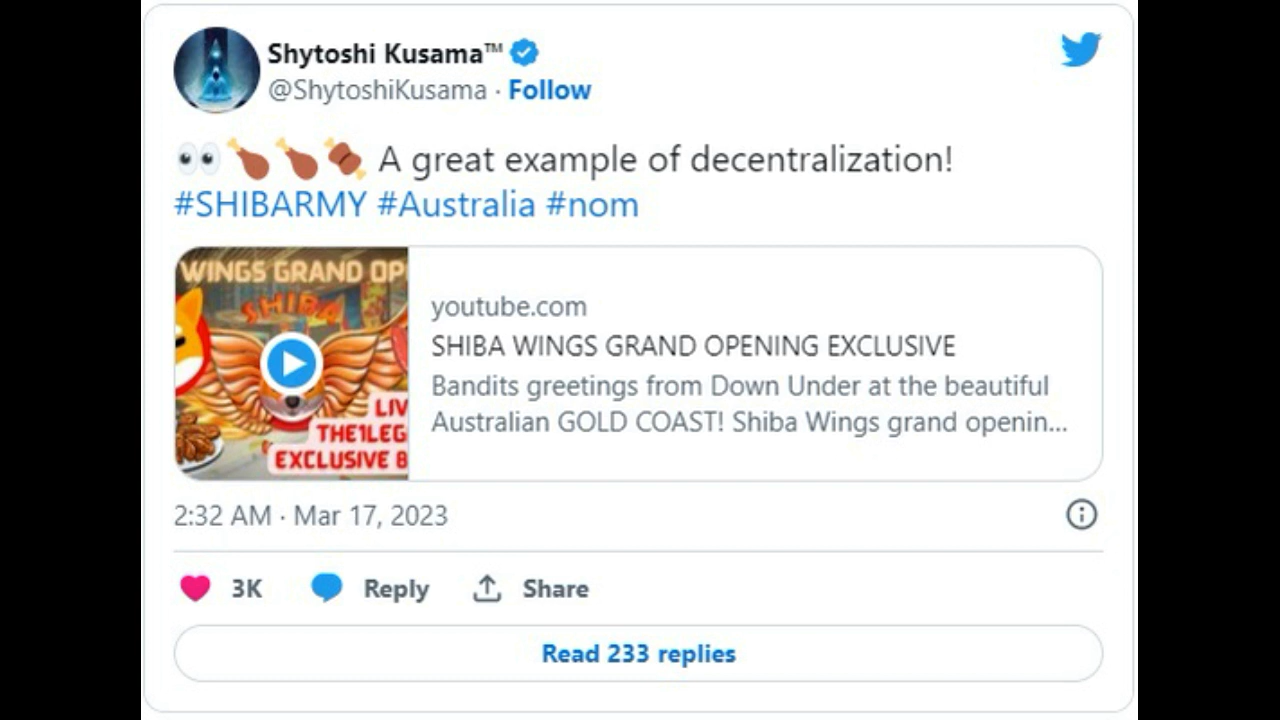 Shytoshi Kusama™
@ShytoshiKusama · Follow
👀🍗🍗🍖 A great example of decentralization!
#SHIBARMY #Australia #nom
WINGS GRAND OP
SHIBA
LIV
THE1LEG
EXCLUSIVE B
youtube.com
SHIBA WINGS GRAND OPENING EXCLUSIVE
Bandits greetings from Down Under at the beautiful
Australian GOLD COAST! Shiba Wings grand openin...
2:32 AM · Mar 17, 2023
3K Reply Share
Read 233 replies